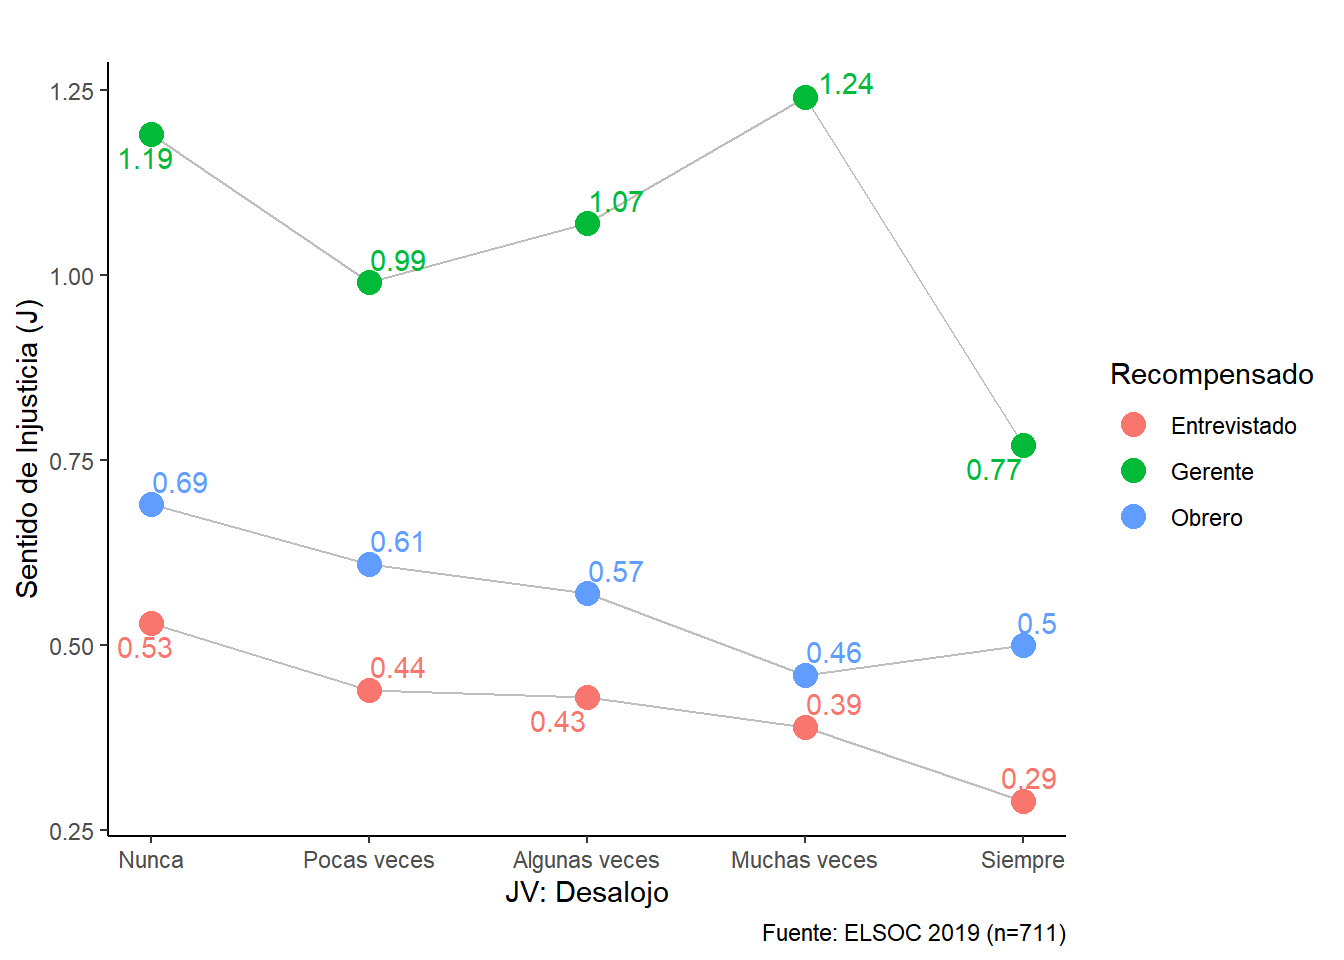 1.25
1.00
0.75
0.50
0.25
Sentido de Injusticia (J)
1.19
0.99
1.07
1.24
0.77
0.69
0.61
0.57
0.46
0.5
0.53
0.44
0.43
0.39
0.29
Nunca
Pocas veces
Algunas veces
Muchas veces
Siempre
JV: Desalojo
Fuente: ELSOC 2019 (n=711)
Recompensado
Entrevistado
Gerente
Obrero